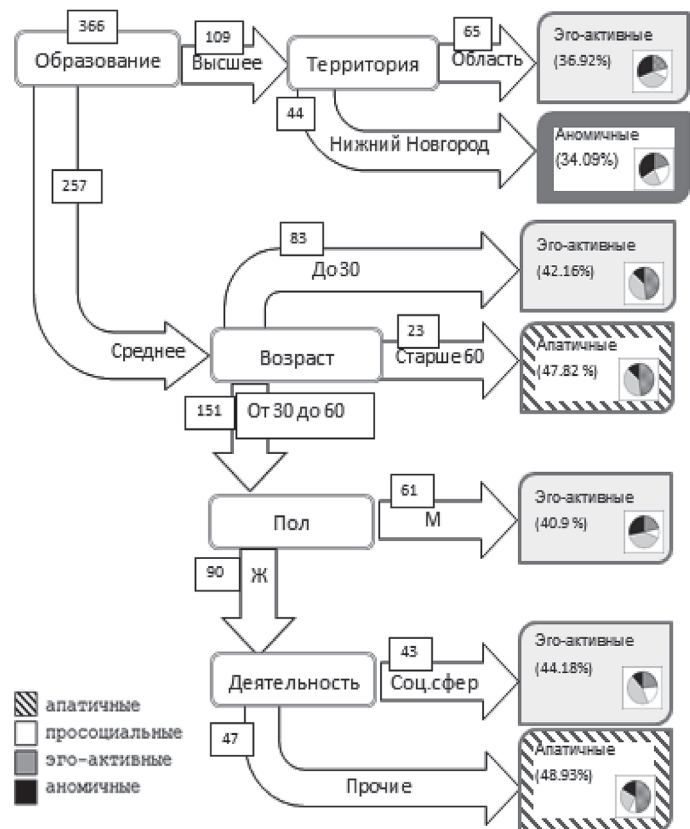 366
Образование
109
Высшее
Территория
65
Область
Эго-активные
(36.92%)
44
Нижний Новгород
Аномичные
(34.09%)
257
Среднее
83
До 30
Эго-активные
(42.16%)
Возраст
23
Старше 60
Апатичные
(47.82 %)
151
От 30 до 60
Пол
61
М
Эго-активные
(40.9 %)
90
Ж
Деятельность
43
Соц.сфер
Эго-активные
(44.18%)
47
Прочие
Апатичные
(48.93%)
апатичные
просоциальные
эго-активные
аномичные